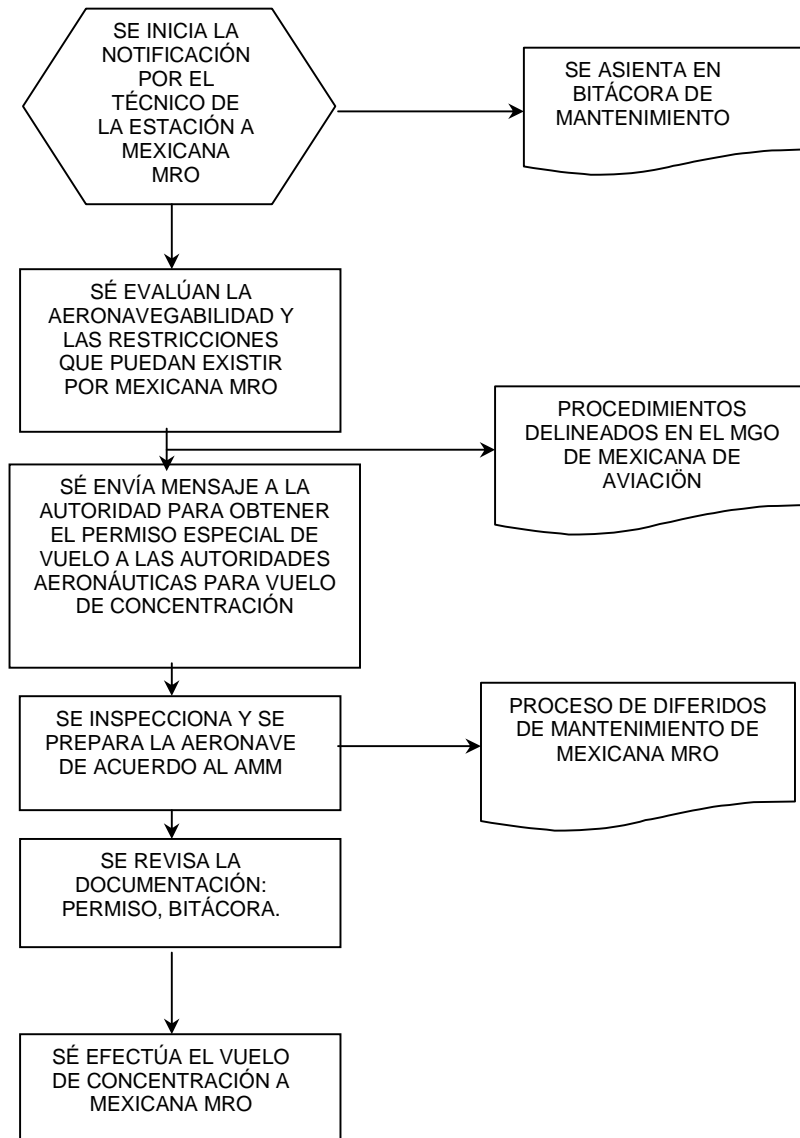 SE INICIA LA
NOTIFICACIÓN
POR EL
TÉCNICO DE
LA ESTACIÓN A
MEXICANA
MRO
SE ASIENTA EN
BITÁCORA DE
MANTENIMIENTO
SÉ EVALÚAN LA
AERONAVEGABILIDAD Y
LAS RESTRICCIONES
QUE PUEDAN EXISTIR
POR MEXICANA MRO
PROCEDIMIENTOS
DELINEADOS EN EL MGO
DE MEXICANA DE
AVIACIÖN
SÉ ENVÍA MENSAJE A LA
AUTORIDAD PARA OBTENER
EL PERMISO ESPECIAL DE
VUELO A LAS AUTORIDADES
AERONÁUTICAS PARA VUELO
DE CONCENTRACIÓN
SE INSPECCIONA Y SE
PREPARA LA AERONAVE
DE ACUERDO AL AMM
PROCESO DE DIFERIDOS
DE MANTENIMIENTO DE
MEXICANA MRO
SE REVISA LA
DOCUMENTACIÓN:
PERMISO, BITÁCORA.
SÉ EFECTÚA EL VUELO
DE CONCENTRACIÓN A
MEXICANA MRO